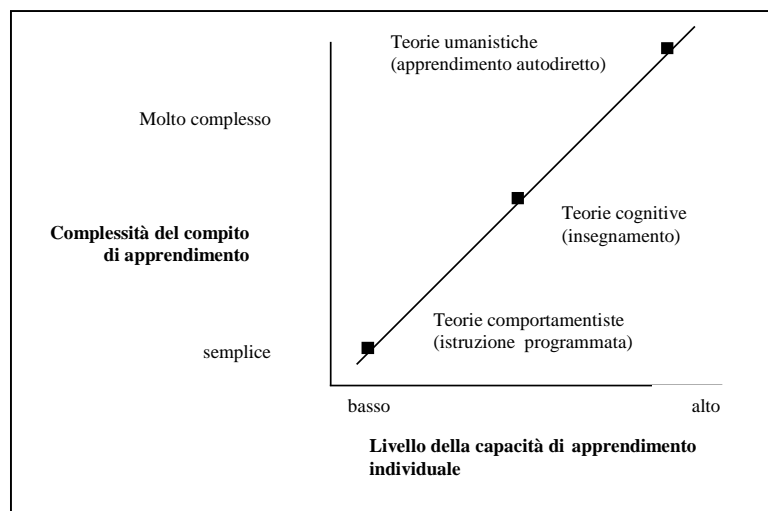 Teorie umanistiche
(apprendimento autodiretto)
Molto complesso
Complessità del compito
di apprendimento
Teorie cognitive
(insegnamento)
Teorie comportamentiste
(istruzione programmata)
semplice
basso
alto
Livello della capacità di apprendimento
individuale